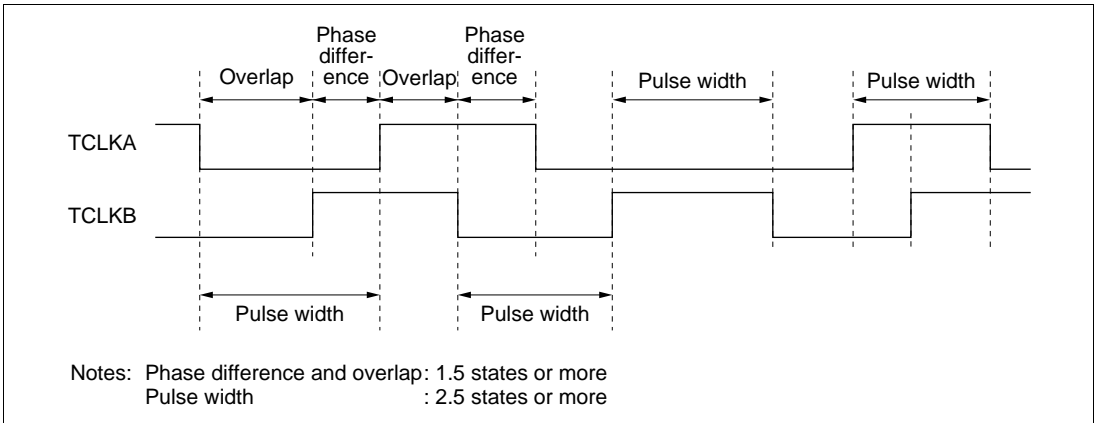 Phase
differ-
ence
Phase
differ-
ence
Overlap
Overlap
Pulse width
Pulse width
TCLKA
TCLKB
Pulse width
Pulse width
Notes: Phase difference and overlap: 1.5 states or more
Pulse width : 2.5 states or more